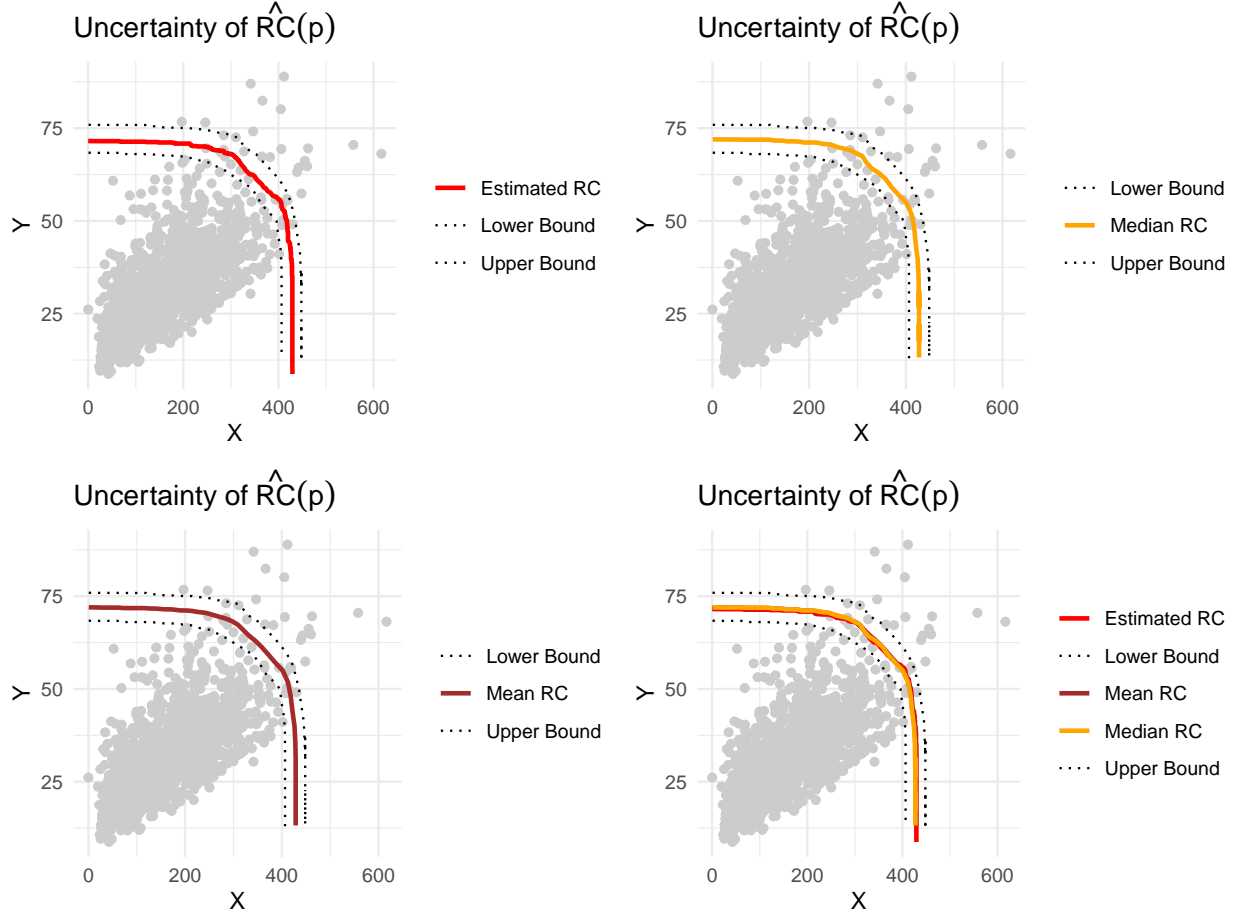 Uncertainty of R̂C(p)
Y
75
50
25
0 200 400 600
X
Estimated RC
Lower Bound
Upper Bound
Uncertainty of R̂C(p)
Y
75
50
25
0 200 400 600
X
Lower Bound
Median RC
Upper Bound
Uncertainty of R̂C(p)
Y
75
50
25
0 200 400 600
X
Lower Bound
Mean RC
Upper Bound
Uncertainty of R̂C(p)
Y
75
50
25
0 200 400 600
X
Estimated RC
Lower Bound
Mean RC
Median RC
Upper Bound